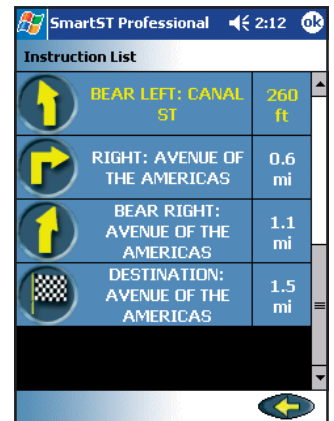 SmartST Professional 2:12 ok
Instruction List
BEAR LEFT: CANAL
ST
260
ft
RIGHT: AVENUE OF
THE AMERICAS
0.6
mi
BEAR RIGHT:
AVENUE OF THE
AMERICAS
1.1
mi
DESTINATION:
AVENUE OF THE
AMERICAS
1.5
mi